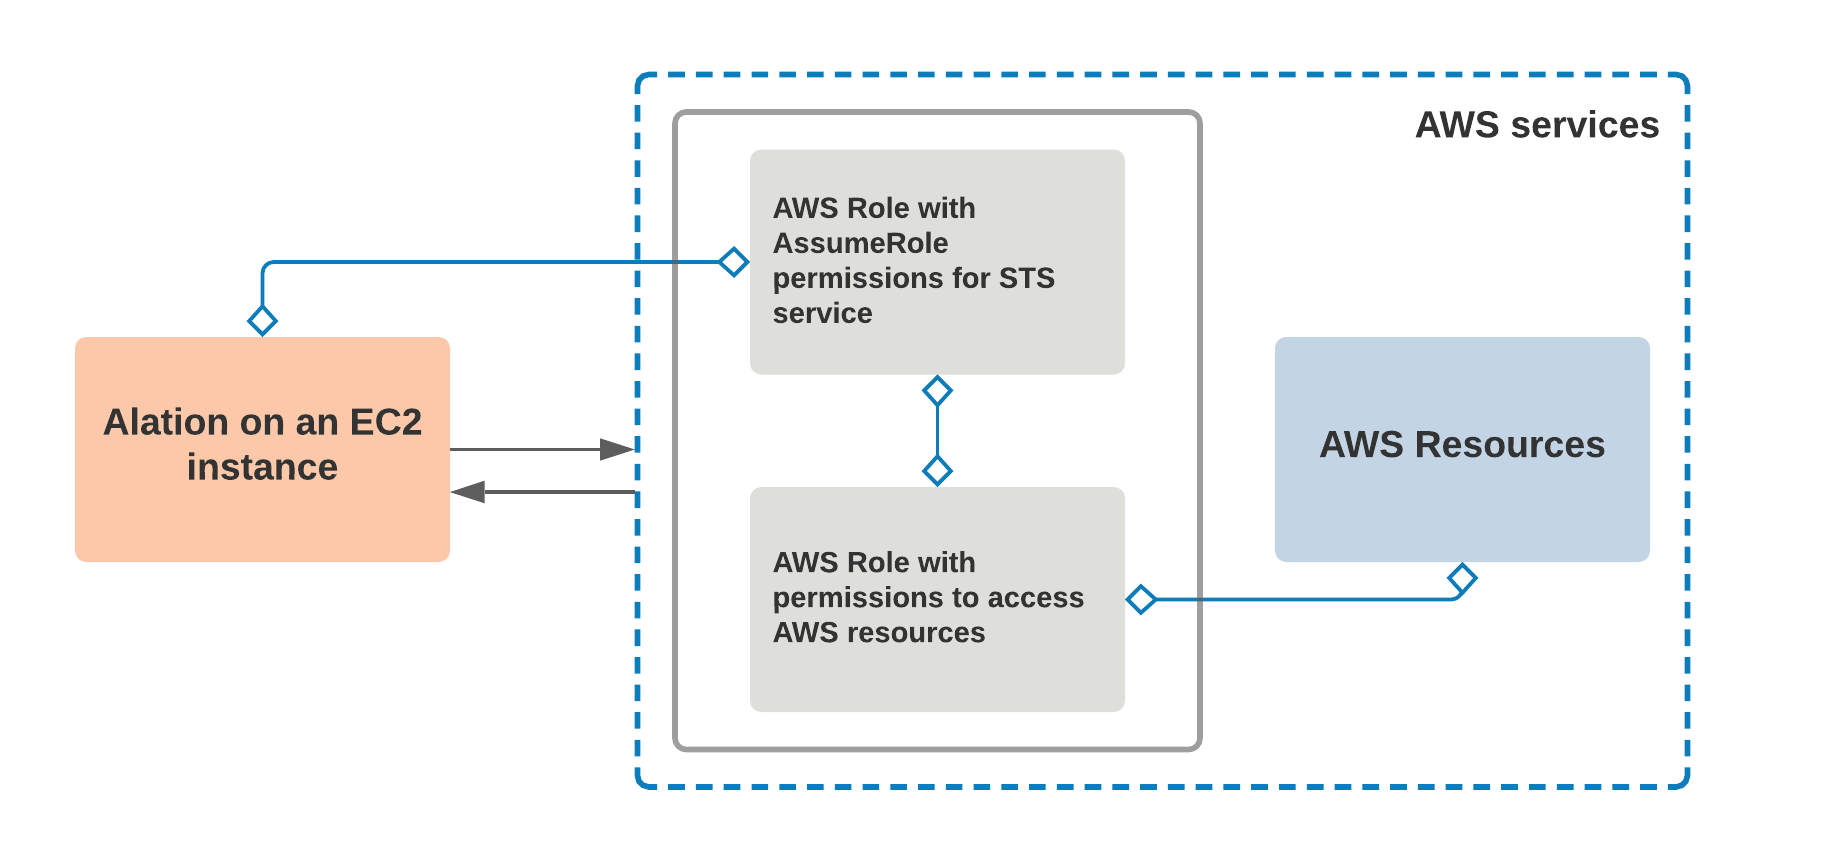 AWS services
AWS Role with
AssumeRole
permissions for STS
service
Alation on an EC2
instance
AWS Resources
AWS Role with
permissions to access
AWS resources